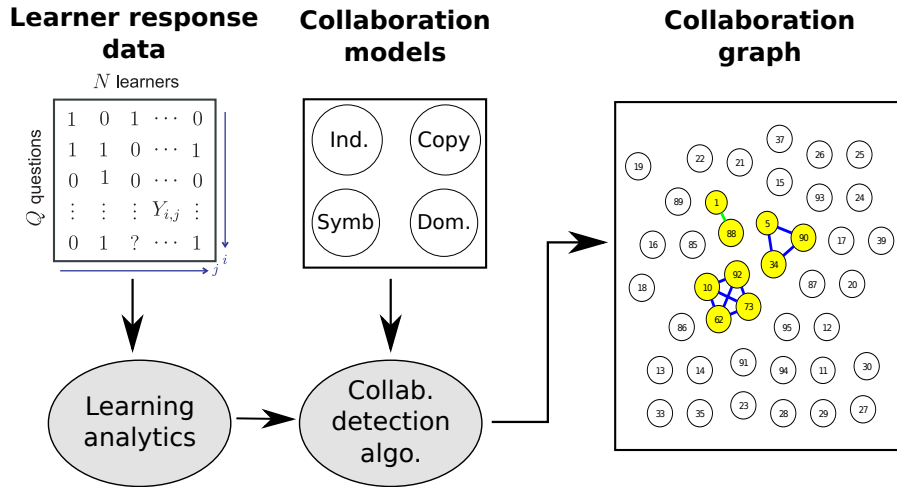 Learner response
data
Collaboration
models
Collaboration
graph
N learners
Q questions
1 0 1 ⋯ 0
1 1 0 ⋯ 1
0 1 0 ⋯ 0
⋮ ⋮ ⋮ Y_{i,j} ⋮
0 1 ? ⋯ 1
j
i
Ind.
Copy
Symb
Dom.
Learning
analytics
Collab.
detection
algo.
37
19 22 21 26 25
15
89 1 93 24
5
16 85 88 90 17 39
34
18 10 92 87 20
73
86 62 95 12
13 14 91 94 11 30
33 35 23 28 29 27